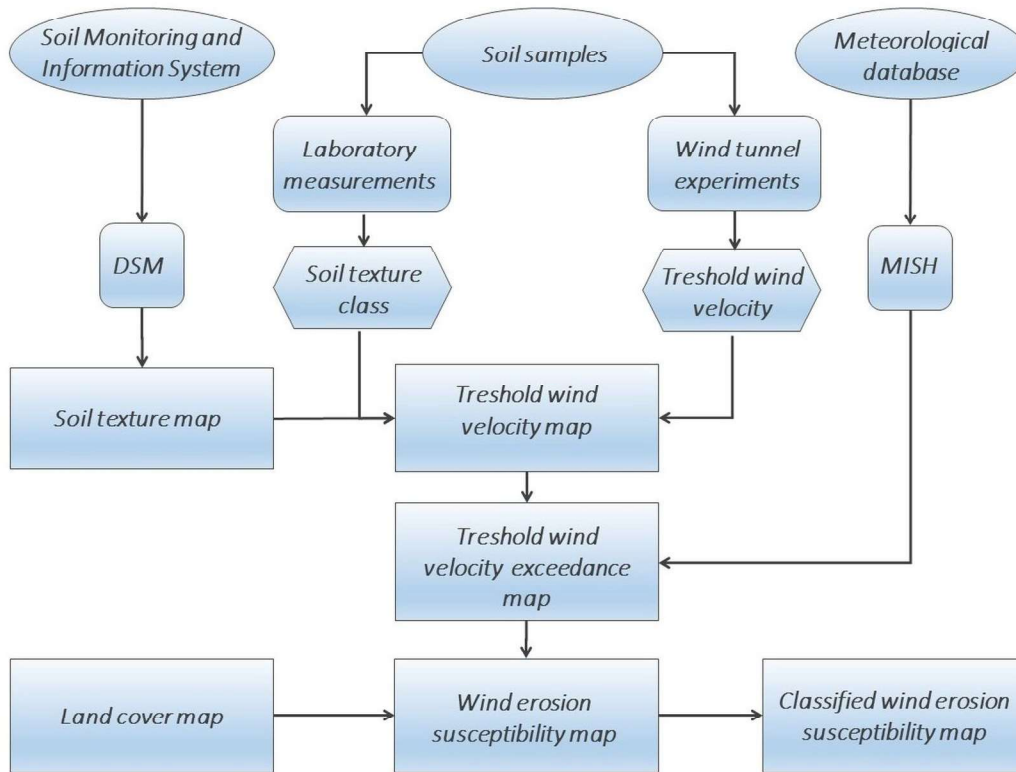 Soil Monitoring and
Information System
Soil samples
Meteorological
database
Laboratory
measurements
Wind tunnel
experiments
DSM
Soil texture
class
Treshold wind
velocity
MISH
Soil texture map
Treshold wind
velocity map
Treshold wind
velocity exceedance
map
Land cover map
Wind erosion
susceptibility map
Classified wind erosion
susceptibility map